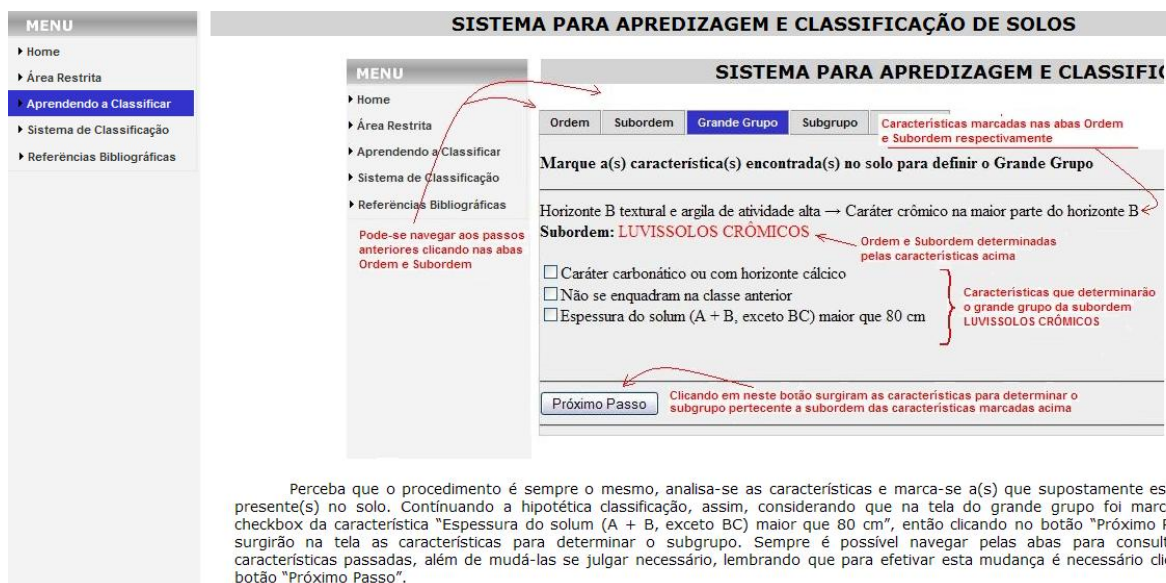 MENU
Home
Área Restrita
Aprendendo a Classificar
Sistema de Classificação
Referências Bibliográficas
SISTEMA PARA APREDIZAGEM E CLASSIFICAÇÃO DE SOLOS
MENU
Home
Área Restrita
Aprendendo a Classificar
Sistema de Classificação
Referências Bibliográficas
Pode-se navegar aos passos
anteriores clicando nas abas
Ordem e Subordem
SISTEMA PARA APREDIZAGEM E CLASSIFI
Ordem Subordem Grande Grupo Subgrupo
Características marcadas nas abas Ordem
e Subordem respectivamente
Marque a(s) característica(s) encontrada(s) no solo para definir o Grande Grupo
Horizonte B textural e argila de atividade alta → Caráter crômico na maior parte do horizonte B
Subordem: LUVISSOLOS CRÔMICOS
Ordem e Subordem determinadas
pelas características acima
Caráter carbonático ou com horizonte cálcico
Não se enquadram na classe anterior
Espessura do solum (A + B, exceto BC) maior que 80 cm
Características que determinarão
o grande grupo da subordem
LUVISSOLOS CRÔMICOS
Próximo Passo
Clicando em neste botão surgiram as características para determinar o
subgrupo pertecente a subordem das características marcadas acima
Perceba que o procedimento é sempre o mesmo, analisa-se as características e marca-se a(s) que supostamente es
presente(s) no solo. Contínuando a hipotética classificação, assim, considerando que na tela do grande grupo foi marc
checkbox da característica "Espessura do solum (A + B, exceto BC) maior que 80 cm", então clicando no botão "Próximo
surgirão na tela as características para determinar o subgrupo. Sempre é possível navegar pelas abas para consult
características passadas, além de mudá-las se julgar necessário, lembrando que para efetivar esta mudança é necessário cli
botão "Próximo Passo".